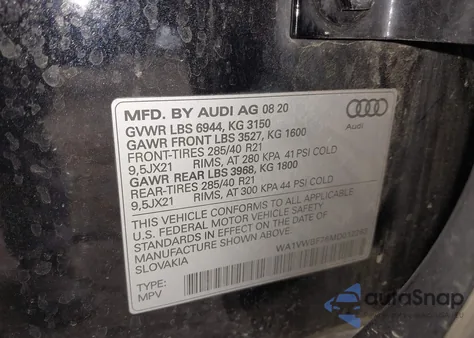 MFD. BY AUDI AG 08 20
GVWR LBS 6944, KG 3150
GAWR FRONT LBS 3527, KG 1600
FRONT-TIRES 285/40 R21
9,5JX21 RIMS, AT 280 KPA 41 PSI COLD
GAWR REAR LBS 3968, KG 1800
REAR-TIRES 285/40 R21
9,5JX21 RIMS, AT 300 KPA 44 PSI COLD
THIS VEHICLE CONFORMS TO ALL APPLICABLE
U.S. FEDERAL MOTOR VEHICLE SAFETY
STANDARDS IN EFFECT ON THE DATE OF
MANUFACTURE SHOWN ABOVE.
SLOVAKIA
TYPE:
MPV
Audi
autoSnap